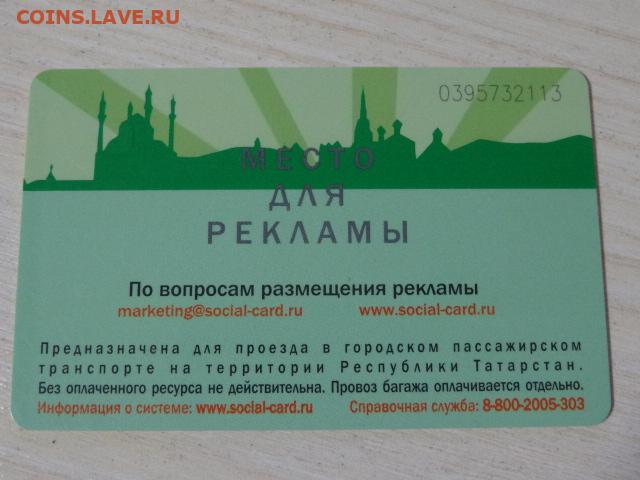 COINS.LAVE.RU
0395732113
МЕСТО
ДЛЯ
РЕКЛАМЫ
По вопросам размещения рекламы
marketing@social-card.ru www.social-card.ru
Предназначена для проезда в городском пассажирском
транспорте на территории Республики Татарстан.
Без оплаченного ресурса не действительна. Провоз багажа оплачивается отдельно.
Информация о системе: www.social-card.ru Справочная служба: 8-800-2005-303